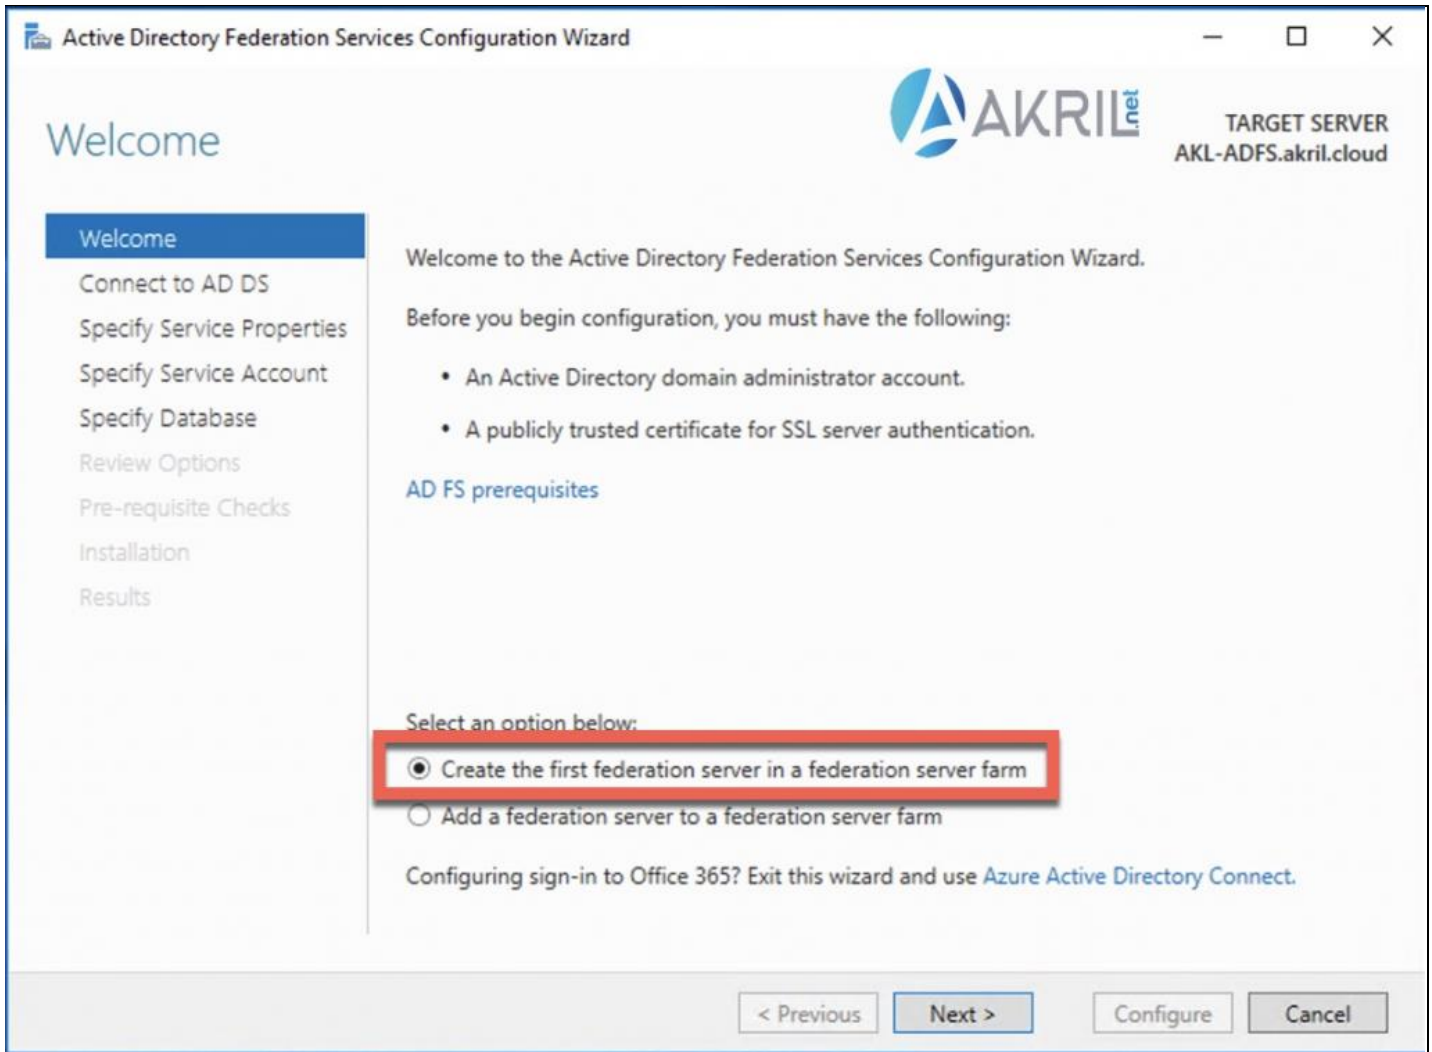 Active Directory Federation Services Configuration Wizard
AKRIL.net
TARGET SERVER
AKL-ADFS.akril.cloud
Welcome
Welcome
Connect to AD DS
Specify Service Properties
Specify Service Account
Specify Database
Review Options
Pre-requisite Checks
Installation
Results
Welcome to the Active Directory Federation Services Configuration Wizard.
Before you begin configuration, you must have the following:
• An Active Directory domain administrator account.
• A publicly trusted certificate for SSL server authentication.
AD FS prerequisites
Select an option below:
Create the first federation server in a federation server farm
Add a federation server to a federation server farm
Configuring sign-in to Office 365? Exit this wizard and use Azure Active Directory Connect.
< Previous
Next >
Configure
Cancel